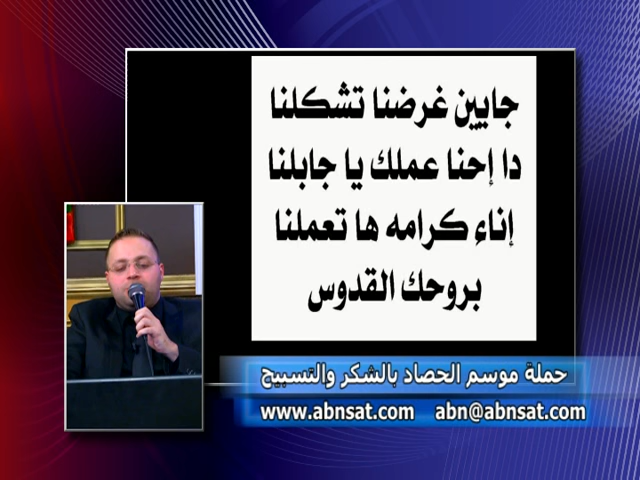 جايين غرضنا تشكلنا
دا إحنا عملك يا جابلنا
إناء كرامه ها تعملنا
بروحك القدوس
حملة موسم الحصاد بالشكر والتسبيح
www.abnsat.com abn@abnsat.com